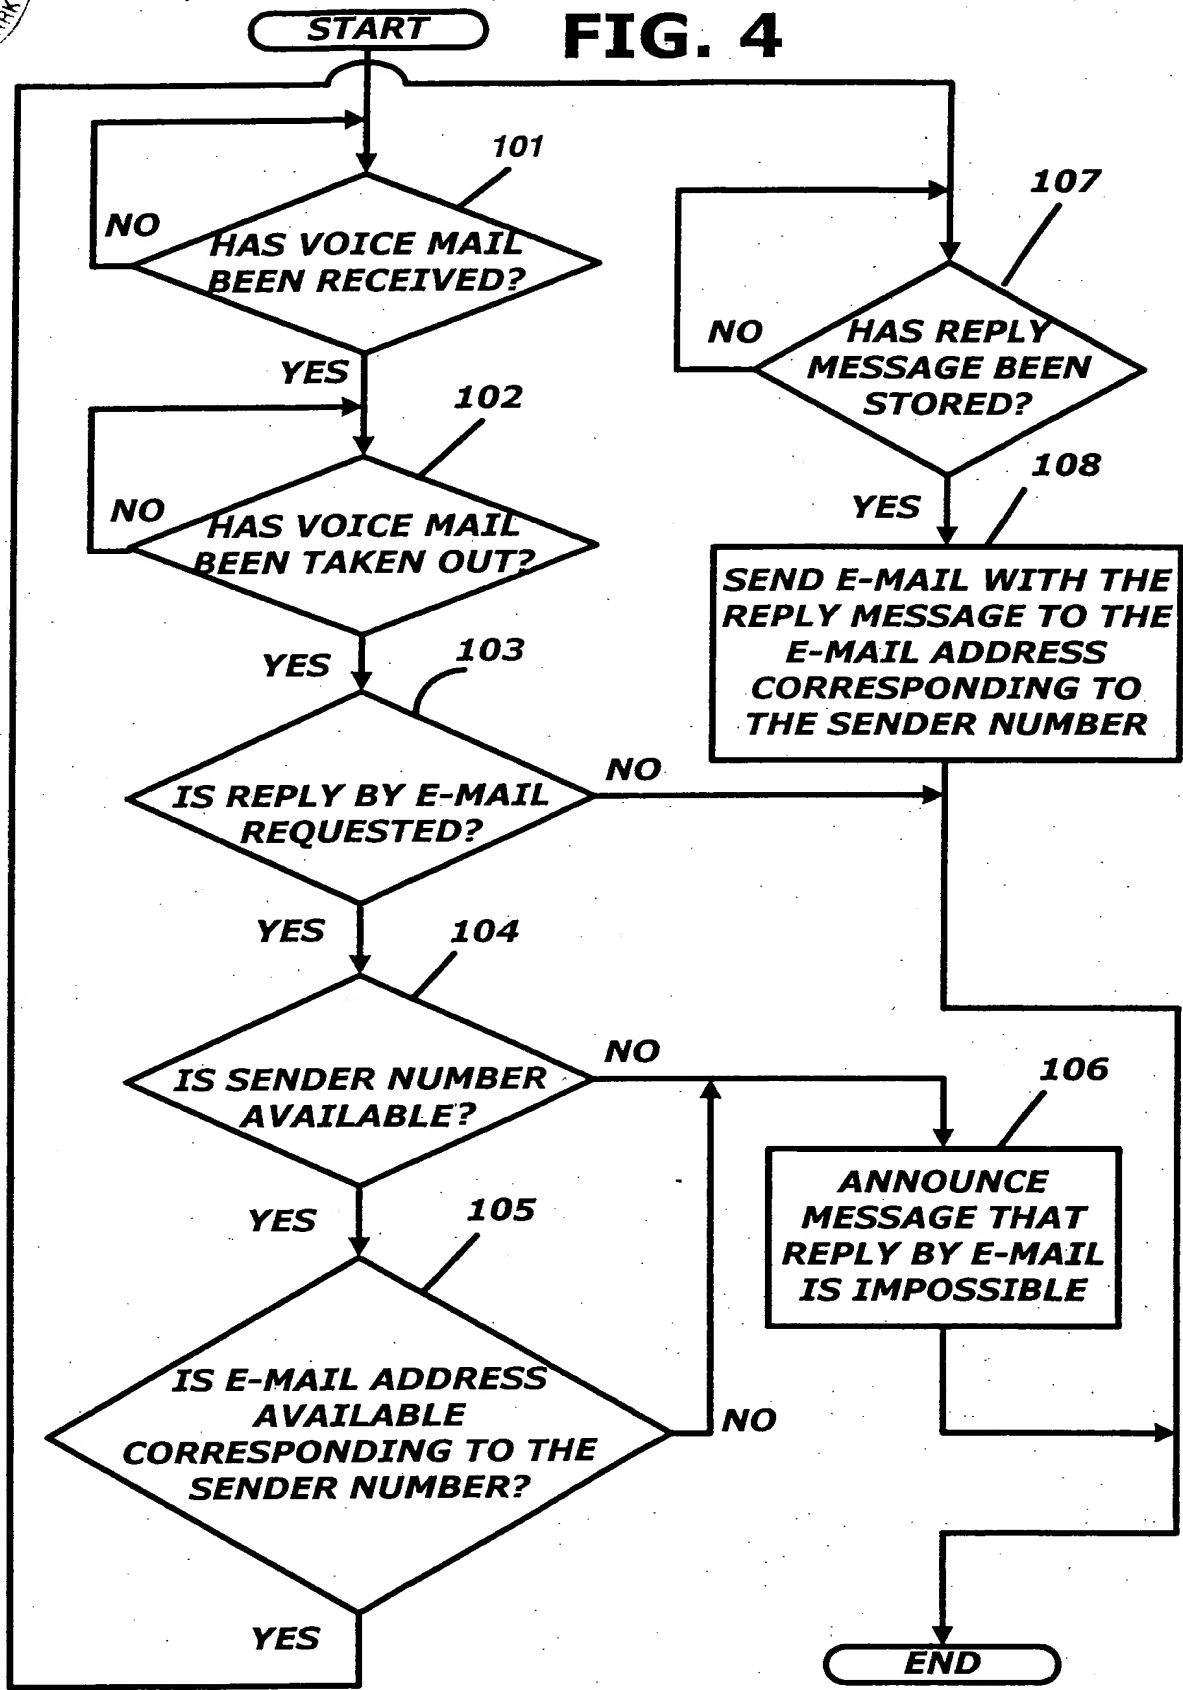 START
FIG. 4
101
NO
HAS VOICE MAIL
BEEN RECEIVED?
YES
102
NO
HAS VOICE MAIL
BEEN TAKEN OUT?
YES
103
IS REPLY BY E-MAIL
REQUESTED?
NO
YES
104
IS SENDER NUMBER
AVAILABLE?
NO
YES
105
IS E-MAIL ADDRESS
AVAILABLE
CORRESPONDING TO THE
SENDER NUMBER?
NO
YES
107
NO
HAS REPLY
MESSAGE BEEN
STORED?
YES
108
SEND E-MAIL WITH THE
REPLY MESSAGE TO THE
E-MAIL ADDRESS
CORRESPONDING TO
THE SENDER NUMBER
106
ANNOUNCE
MESSAGE THAT
REPLY BY E-MAIL
IS IMPOSSIBLE
END